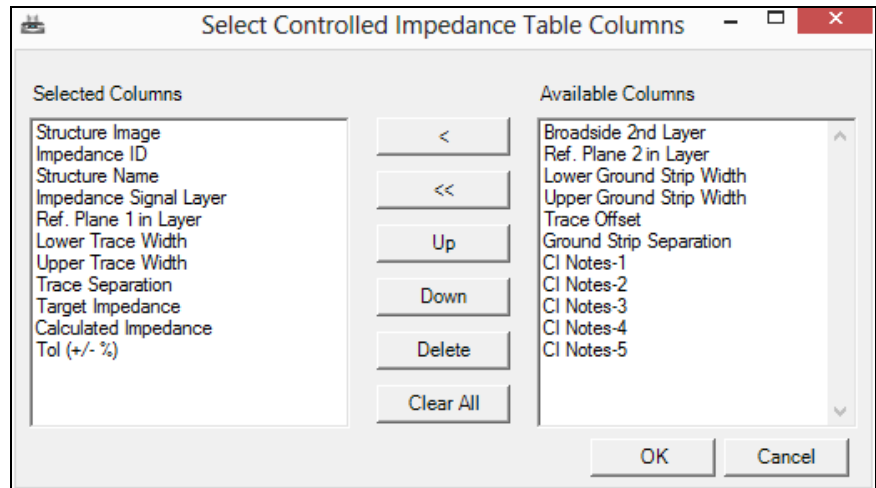 Select Controlled Impedance Table Columns
Selected Columns
Structure Image
Impedance ID
Structure Name
Impedance Signal Layer
Ref. Plane 1 in Layer
Lower Trace Width
Upper Trace Width
Trace Separation
Target Impedance
Calculated Impedance
Tol (+/- %)
<
<<
Up
Down
Delete
Clear All
Available Columns
Broadside 2nd Layer
Ref. Plane 2 in Layer
Lower Ground Strip Width
Upper Ground Strip Width
Trace Offset
Ground Strip Separation
CI Notes-1
CI Notes-2
CI Notes-3
CI Notes-4
CI Notes-5
OK
Cancel